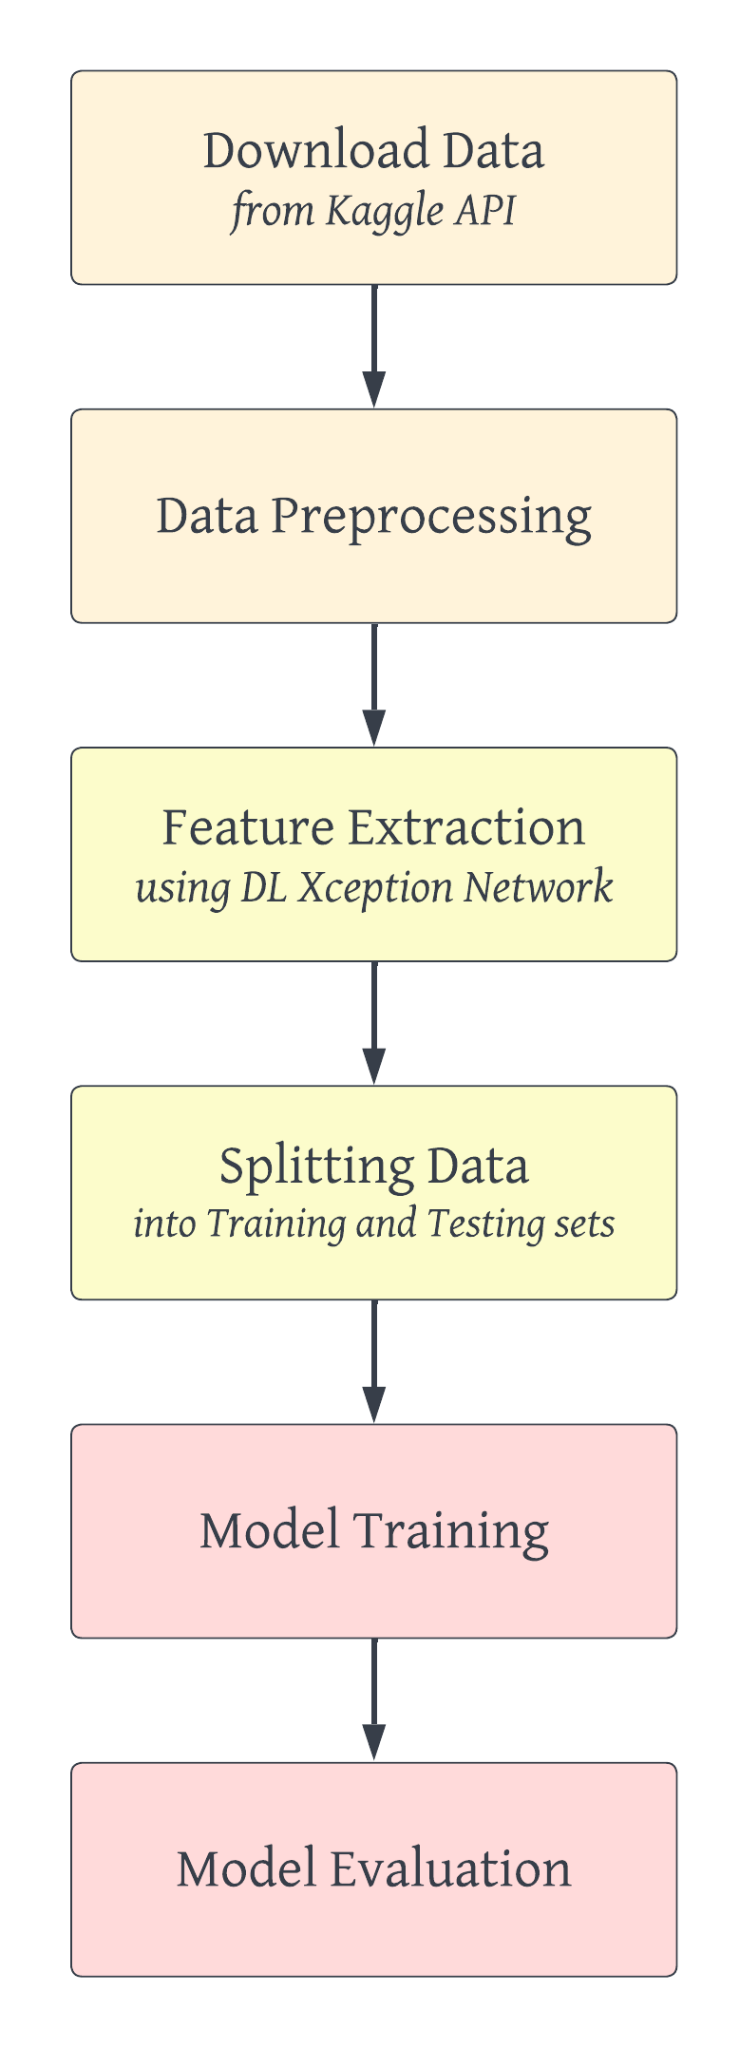 Download Data
from Kaggle API
Data Preprocessing
Feature Extraction
using DL Xception Network
Splitting Data
into Training and Testing sets
Model Training
Model Evaluation